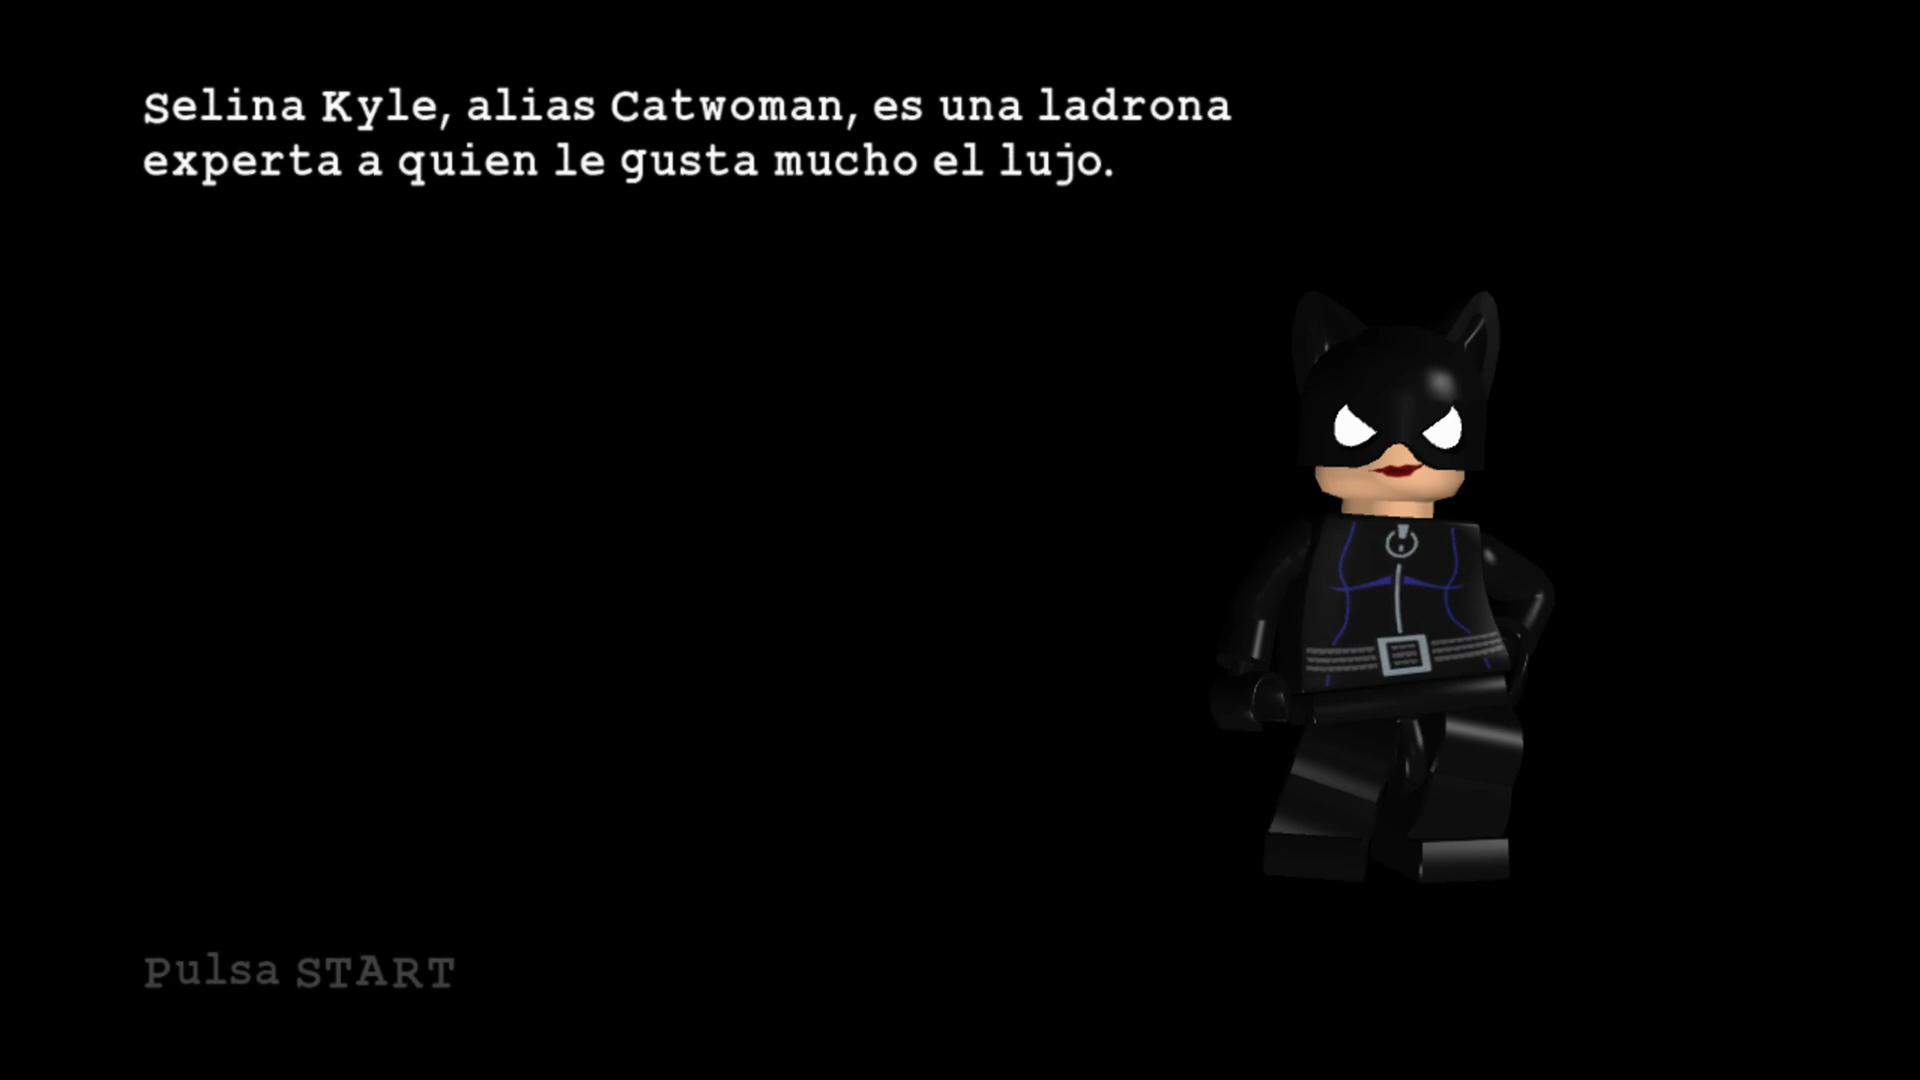 Selina Kyle, alias Catwoman, es una ladrona
experta a quien le gusta mucho el lujo.
Pulsa START